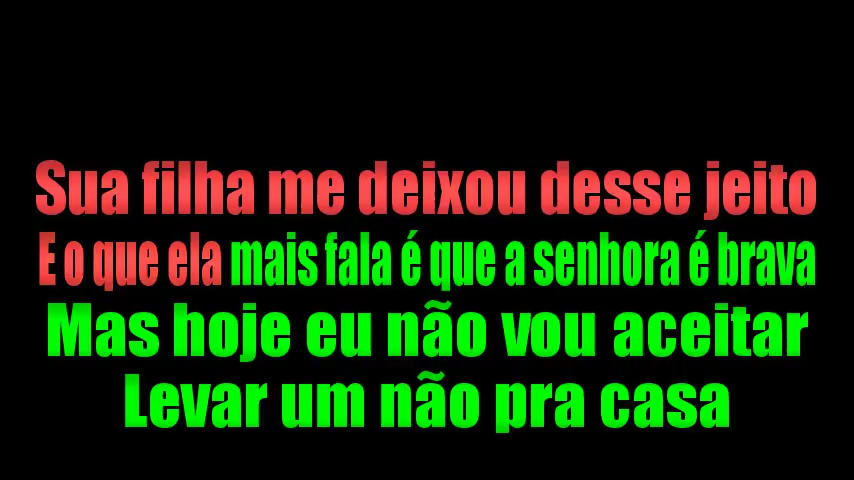 Sua filha me deixou desse jeito
E o que ela mais fala é que a senhora é brava
Mas hoje eu não vou aceitar
Levar um não pra casa